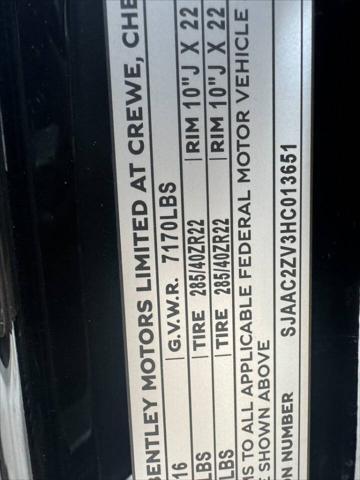 BENTLEY MOTORS LIMITED AT CREWE, CHE
16 G.V.W.R. 7170LBS
LBS TIRE 285/40ZR22 RIM 10"J X 22
LBS TIRE 285/40ZR22 RIM 10"J X 22
MS TO ALL APPLICABLE FEDERAL MOTOR VEHICLE
E SHOWN ABOVE
ON NUMBER SJAAC2ZV3HC013651